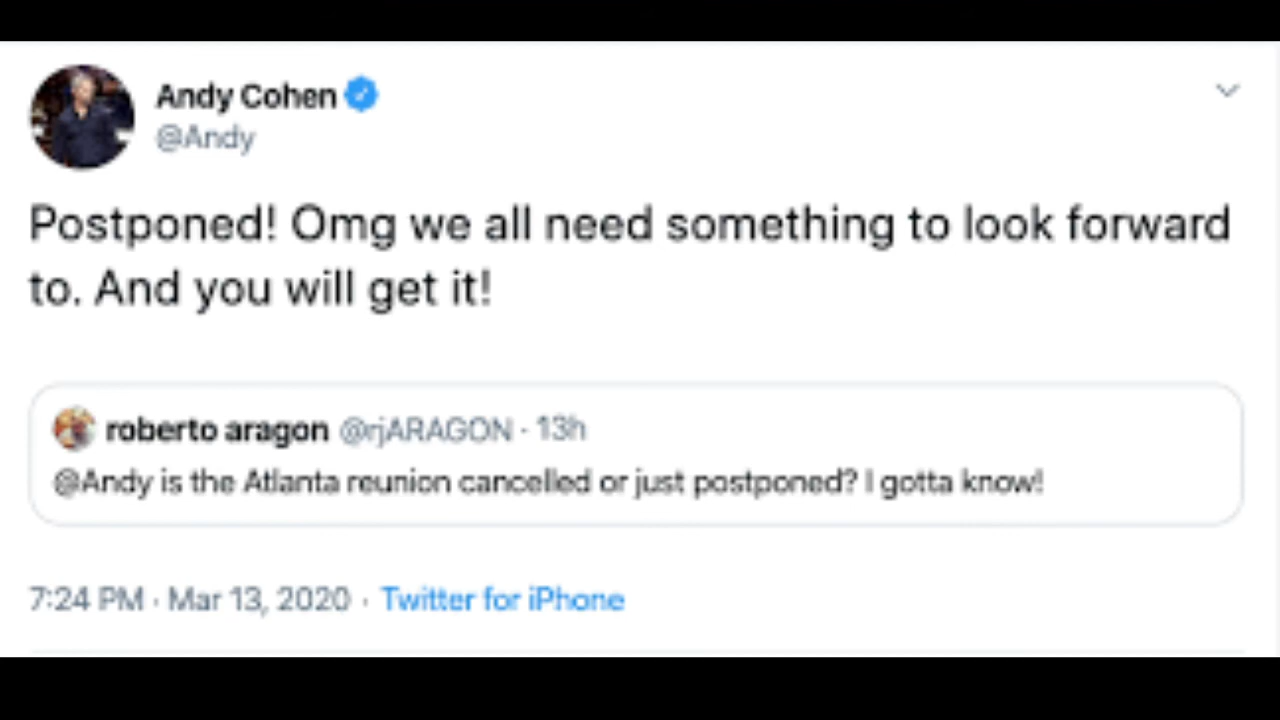 Andy Cohen
@Andy
Postponed! Omg we all need something to look forward
to. And you will get it!
roberto aragon @rjARAGON · 13h
@Andy is the Atlanta reunion cancelled or just postponed? I gotta know!
7:24 PM · Mar 13, 2020 · Twitter for iPhone